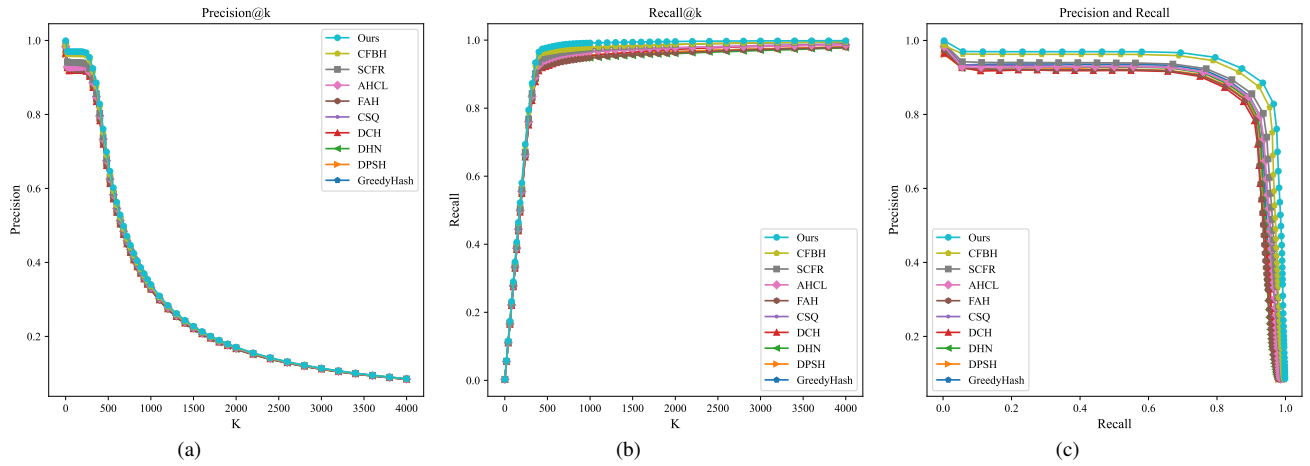 Precision@k
1.0
0.8
0.6
0.4
0.2
Precision
0
500
1000
1500
2000
2500
3000
3500
4000
K
Ours
CFBH
SCFR
AHCL
FAH
CSQ
DCH
DHN
DPSH
GreedyHash
(a)
Recall@k
1.0
0.8
0.6
0.4
0.2
0.0
Recall
0
500
1000
1500
2000
2500
3000
3500
4000
K
Ours
CFBH
SCFR
AHCL
FAH
CSQ
DCH
DHN
DPSH
GreedyHash
(b)
Precision and Recall
1.0
0.8
0.6
0.4
0.2
Precision
0.0
0.2
0.4
0.6
0.8
1.0
Recall
Ours
CFBH
SCFR
AHCL
FAH
CSQ
DCH
DHN
DPSH
GreedyHash
(c)